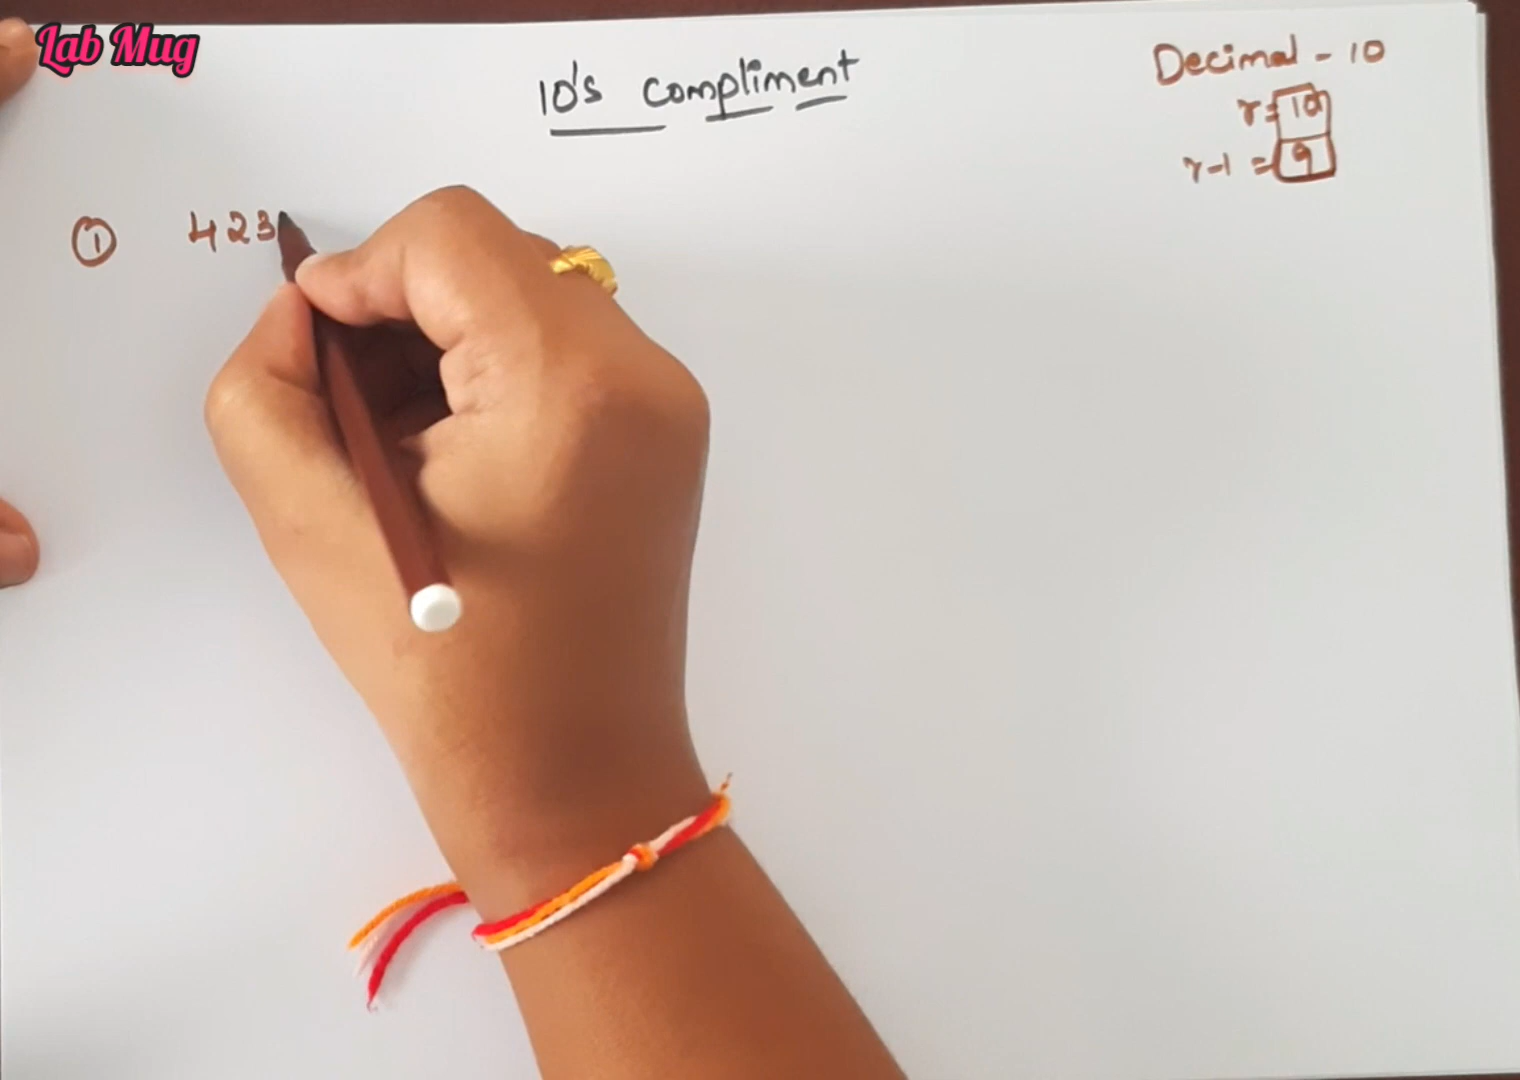 Lab Mug
10's compliment
Decimal - 10
r = 10
r-1 = 9
① 423